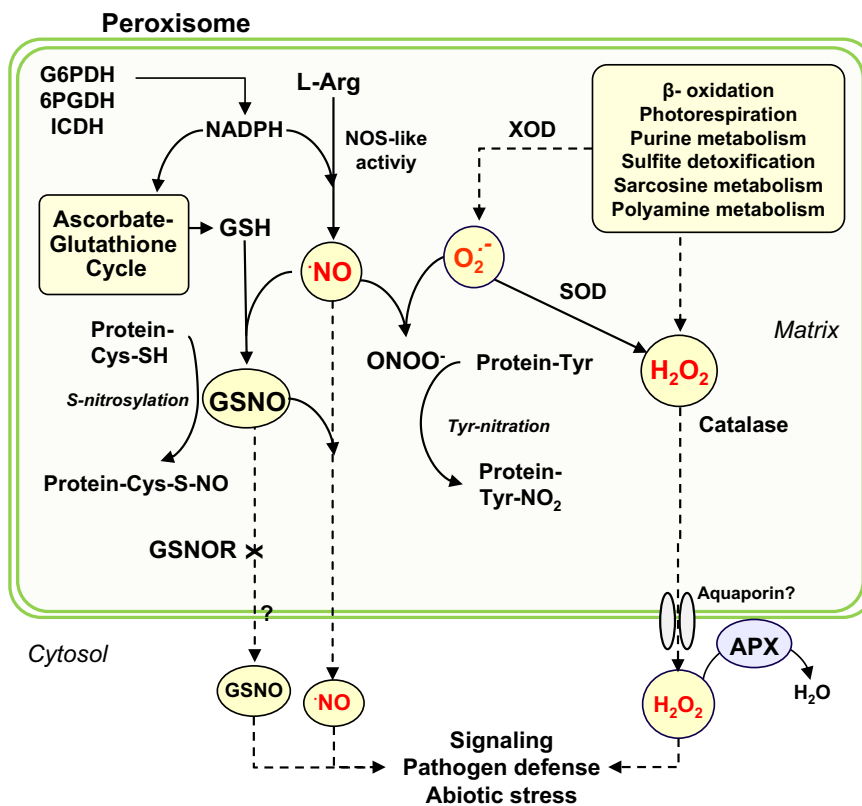 Peroxisome
G6PDH
6PGDH
ICDH
L-Arg
NADPH
NOS-like
activiy
XOD
β- oxidation
Photorespiration
Purine metabolism
Sulfite detoxification
Sarcosine metabolism
Polyamine metabolism
Ascorbate-
Glutathione
Cycle
GSH
·NO
O₂·⁻
SOD
Matrix
Protein-
Cys-SH
ONOO⁻
Protein-Tyr
H₂O₂
S-nitrosylation
GSNO
Tyr-nitration
Catalase
Protein-Cys-S-NO
Protein-
Tyr-NO₂
GSNOR
?
Aquaporin?
Cytosol
APX
GSNO
·NO
H₂O₂
H₂O
Signaling
Pathogen defense
Abiotic stress